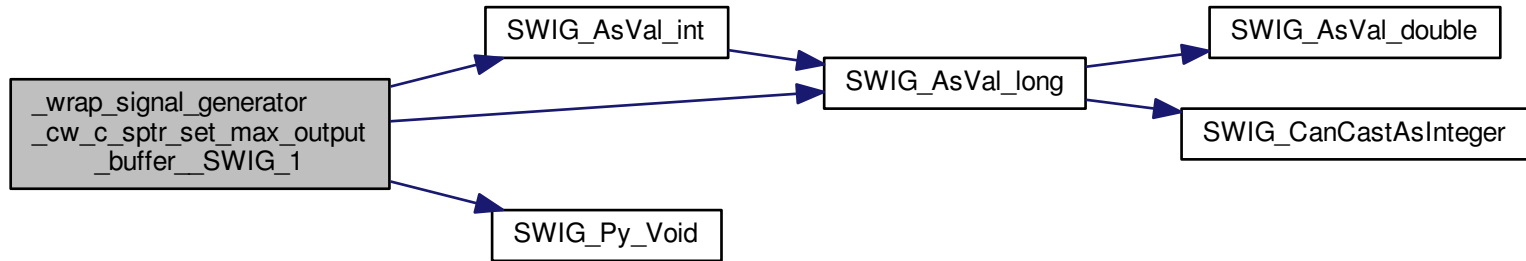 _wrap_signal_generator
_cw_c_sptr_set_max_output
_buffer__SWIG_1
SWIG_AsVal_int
SWIG_AsVal_long
SWIG_AsVal_double
SWIG_CanCastAsInteger
SWIG_Py_Void